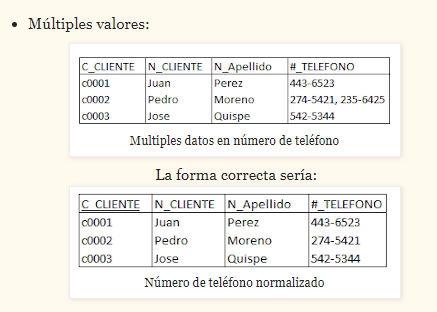 • Múltiples valores:
C_CLIENTE N_CLIENTE N_Apellido #_TELEFONO
c0001 Juan Perez 443-6523
c0002 Pedro Moreno 274-5421, 235-6425
c0003 Jose Quispe 542-5344
Multiples datos en número de teléfono
La forma correcta sería:
C_CLIENTE N_CLIENTE N_Apellido #_TELEFONO
c0001 Juan Perez 443-6523
c0002 Pedro Moreno 274-5421
c0003 Jose Quispe 542-5344
Número de teléfono normalizado